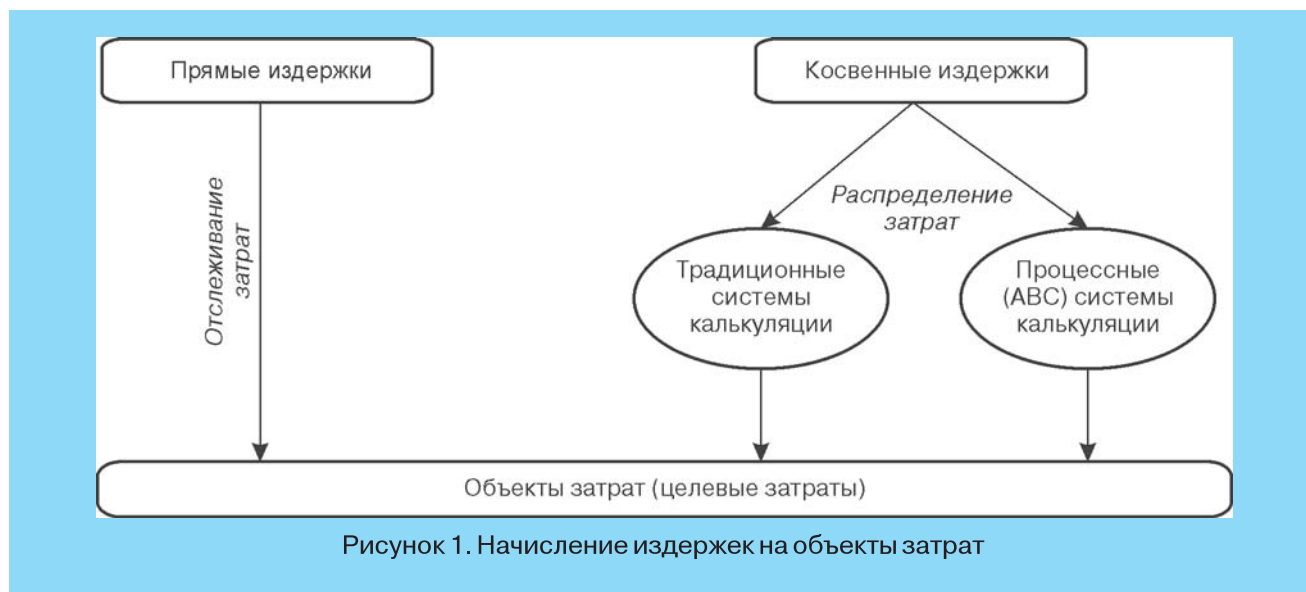 Прямые издержки
Косвенные издержки
Отслеживание
затрат
Распределение
затрат
Традиционные
системы
калькуляции
Процессные
(ABC) системы
калькуляции
Объекты затрат (целевые затраты)
Рисунок 1. Начисление издержек на объекты затрат